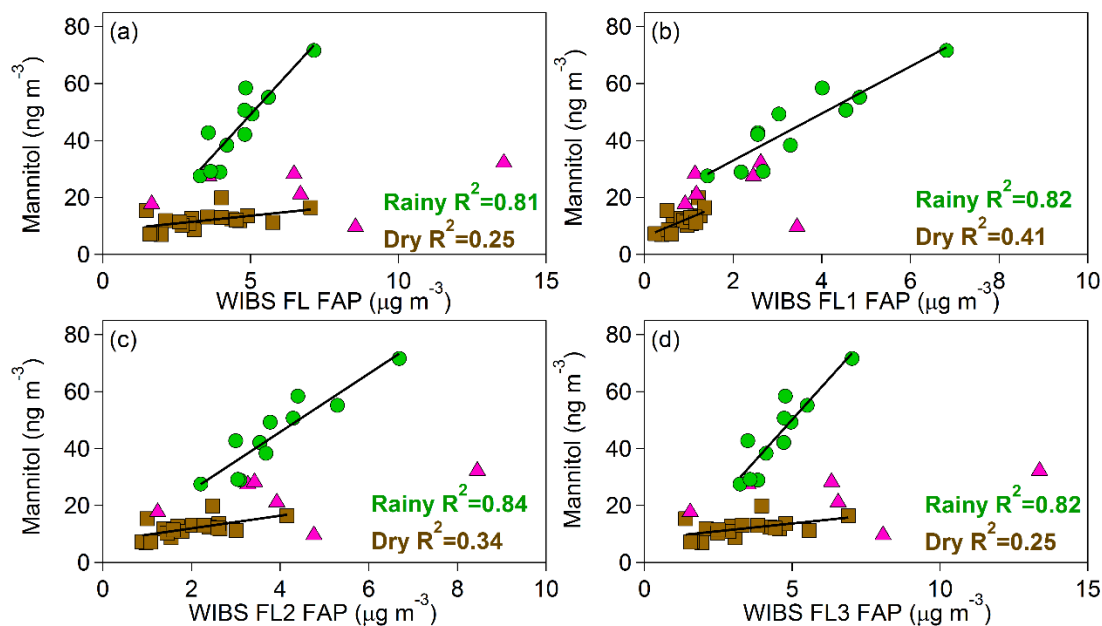 (a)
Mannitol (ng m⁻³)
80
60
40
20
0
Rainy R²=0.81
Dry R²=0.25
0 5 10 15
WIBS FL FAP (μg m⁻³)
(b)
Mannitol (ng m⁻³)
80
60
40
20
0
Rainy R²=0.82
Dry R²=0.41
0 2 4 6 8 10
WIBS FL1 FAP (μg m⁻³)
(c)
Mannitol (ng m⁻³)
80
60
40
20
0
Rainy R²=0.84
Dry R²=0.34
0 2 4 6 8 10
WIBS FL2 FAP (μg m⁻³)
(d)
Mannitol (ng m⁻³)
80
60
40
20
0
Rainy R²=0.82
Dry R²=0.25
0 5 10 15
WIBS FL3 FAP (μg m⁻³)